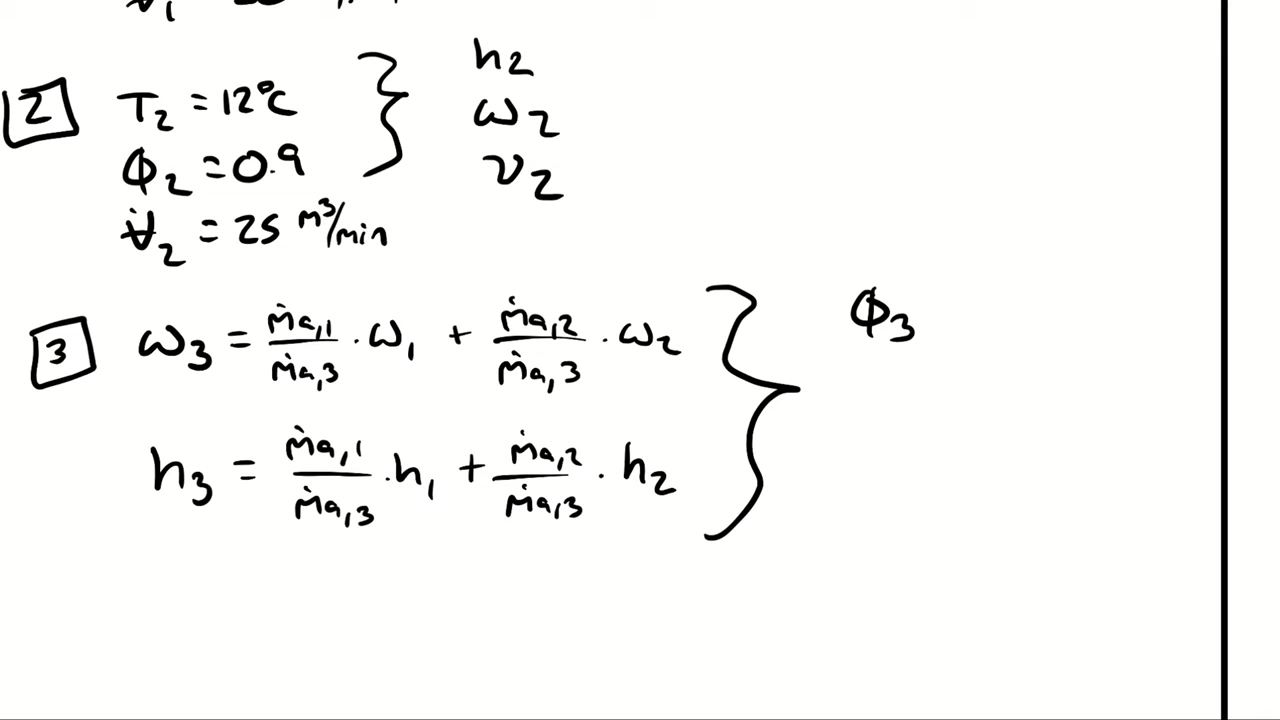 2 T₂ = 12°C } h₂
ω₂
ϕ₂ = 0.9 ν₂
V̇₂ = 25 m³/min
3 ω₃ = ṁa,1/ṁa,3 · ω₁ + ṁa,2/ṁa,3 · ω₂ } ϕ₃
h₃ = ṁa,1/ṁa,3 · h₁ + ṁa,2/ṁa,3 · h₂